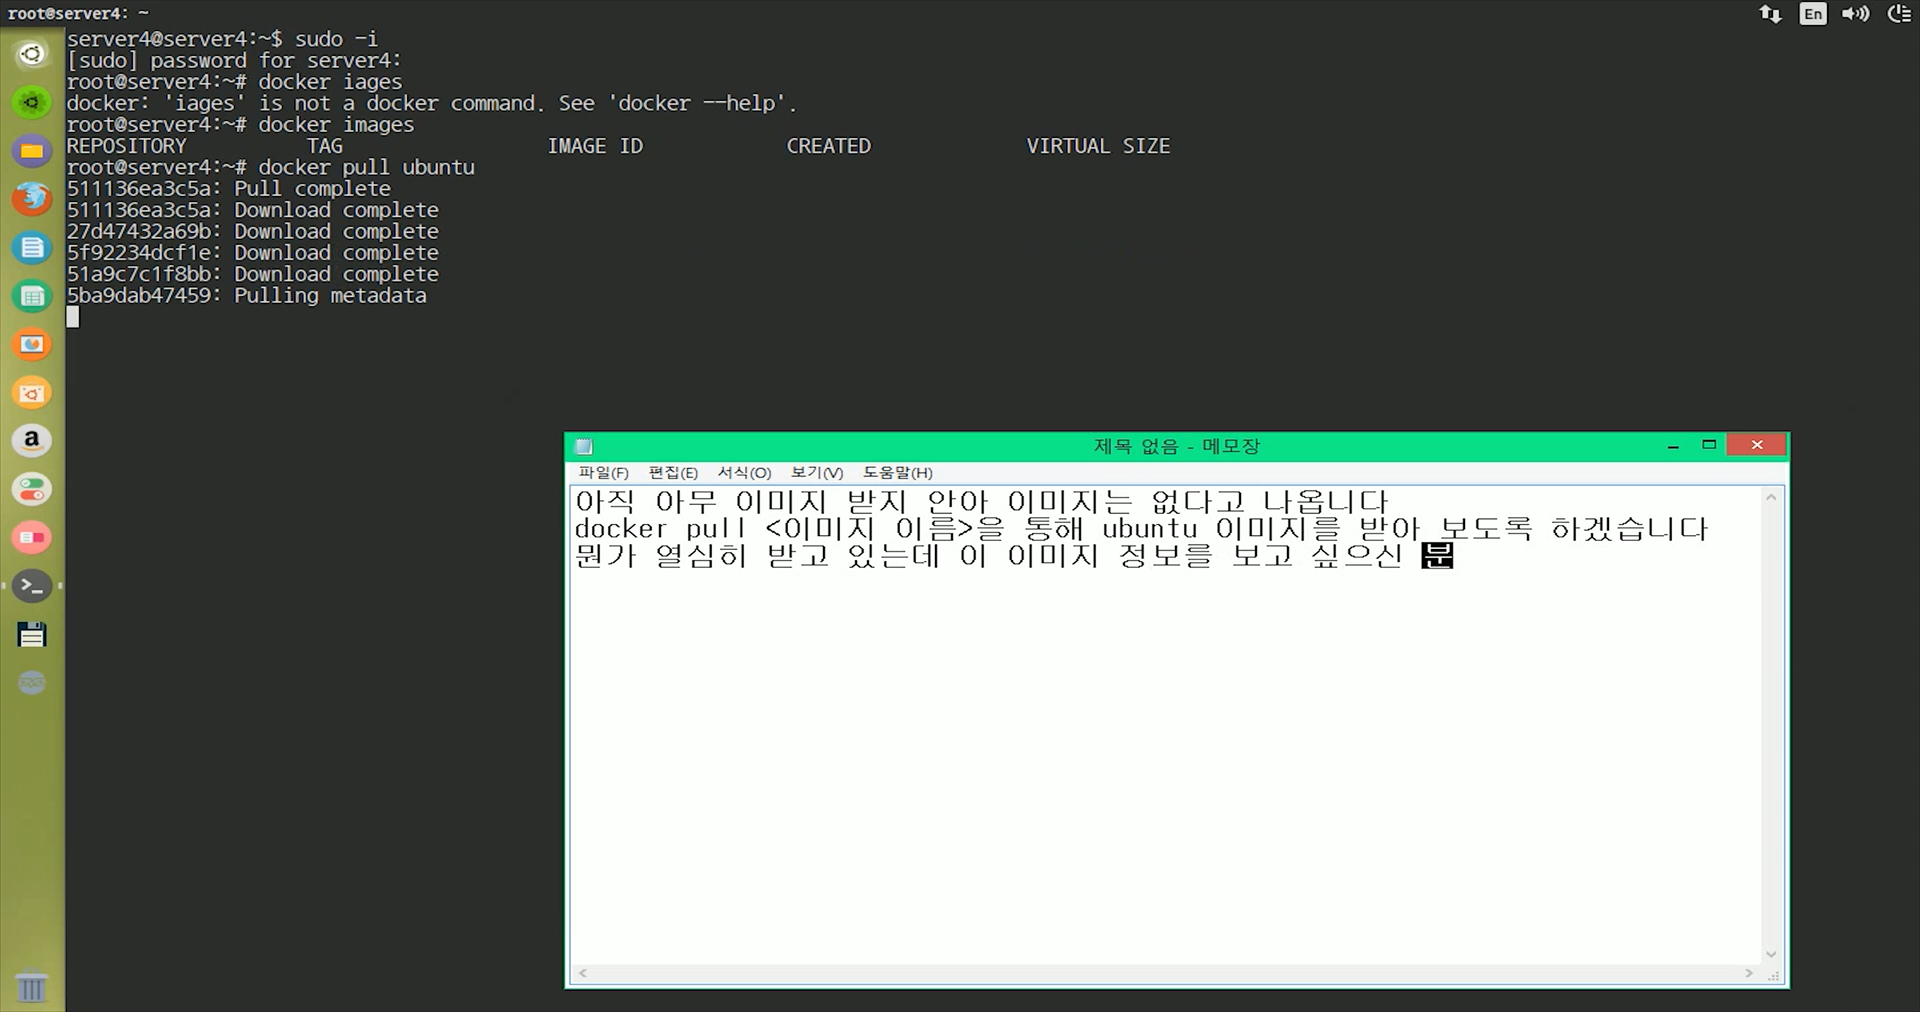 root@server4: ~
En
server4@server4:~$ sudo -i
[sudo] password for server4:
root@server4:~# docker iages
docker: 'iages' is not a docker command. See 'docker --help'.
root@server4:~# docker images
REPOSITORY TAG IMAGE ID CREATED VIRTUAL SIZE
root@server4:~# docker pull ubuntu
511136ea3c5a: Pull complete
511136ea3c5a: Download complete
27d47432a69b: Download complete
5f92234dcf1e: Download complete
51a9c7c1f8bb: Download complete
5ba9dab47459: Pulling metadata
제목 없음 - 메모장
파일(F) 편집(E) 서식(O) 보기(V) 도움말(H)
아직 아무 이미지 받지 안아 이미지는 없다고 나옵니다
docker pull <이미지 이름>을 통해 ubuntu 이미지를 받아 보도록 하겠습니다
뭔가 열심히 받고 있는데 이 이미지 정보를 보고 싶으신 분